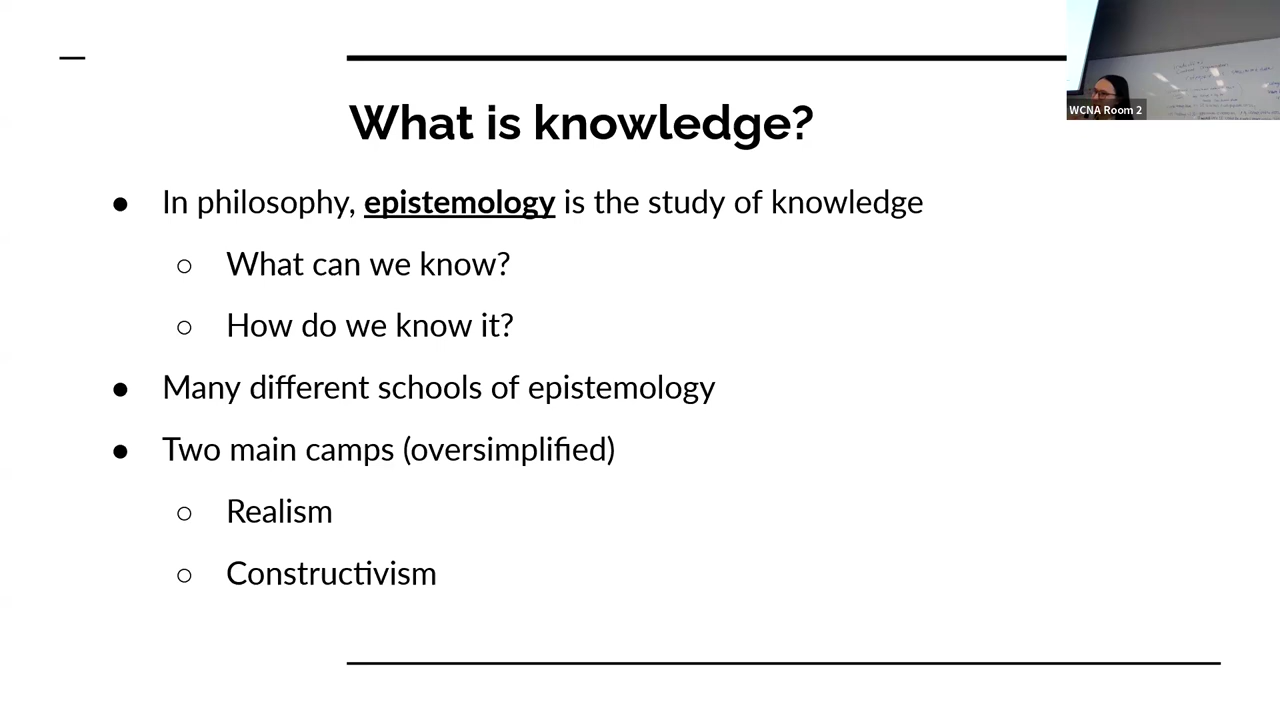 What is knowledge?
● In philosophy, epistemology is the study of knowledge
○ What can we know?
○ How do we know it?
● Many different schools of epistemology
● Two main camps (oversimplified)
○ Realism
○ Constructivism
WCNA Room 2